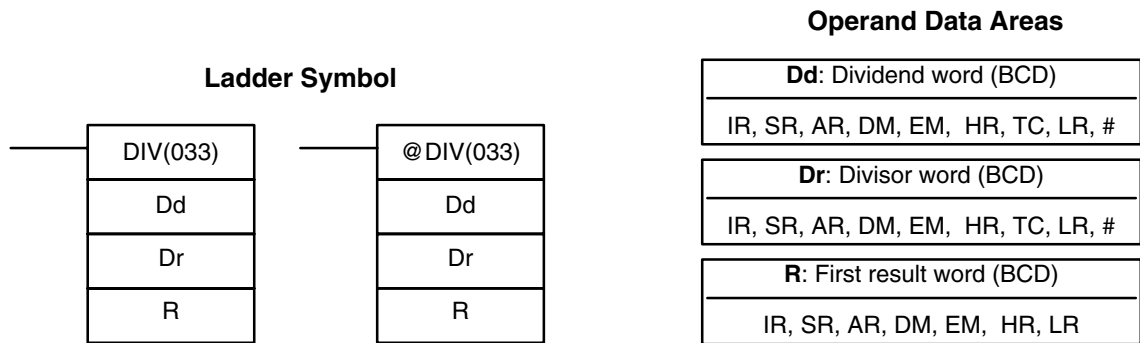 Ladder Symbol
DIV(033)
Dd
Dr
R
@DIV(033)
Dd
Dr
R
Operand Data Areas
Dd: Dividend word (BCD)
IR, SR, AR, DM, EM, HR, TC, LR, #
Dr: Divisor word (BCD)
IR, SR, AR, DM, EM, HR, TC, LR, #
R: First result word (BCD)
IR, SR, AR, DM, EM, HR, LR